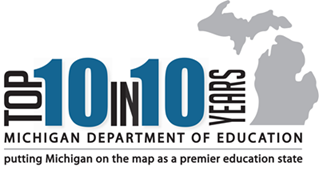 TOP 10 IN 10 YEARS
MICHIGAN DEPARTMENT OF EDUCATION
putting Michigan on the map as a premier education state